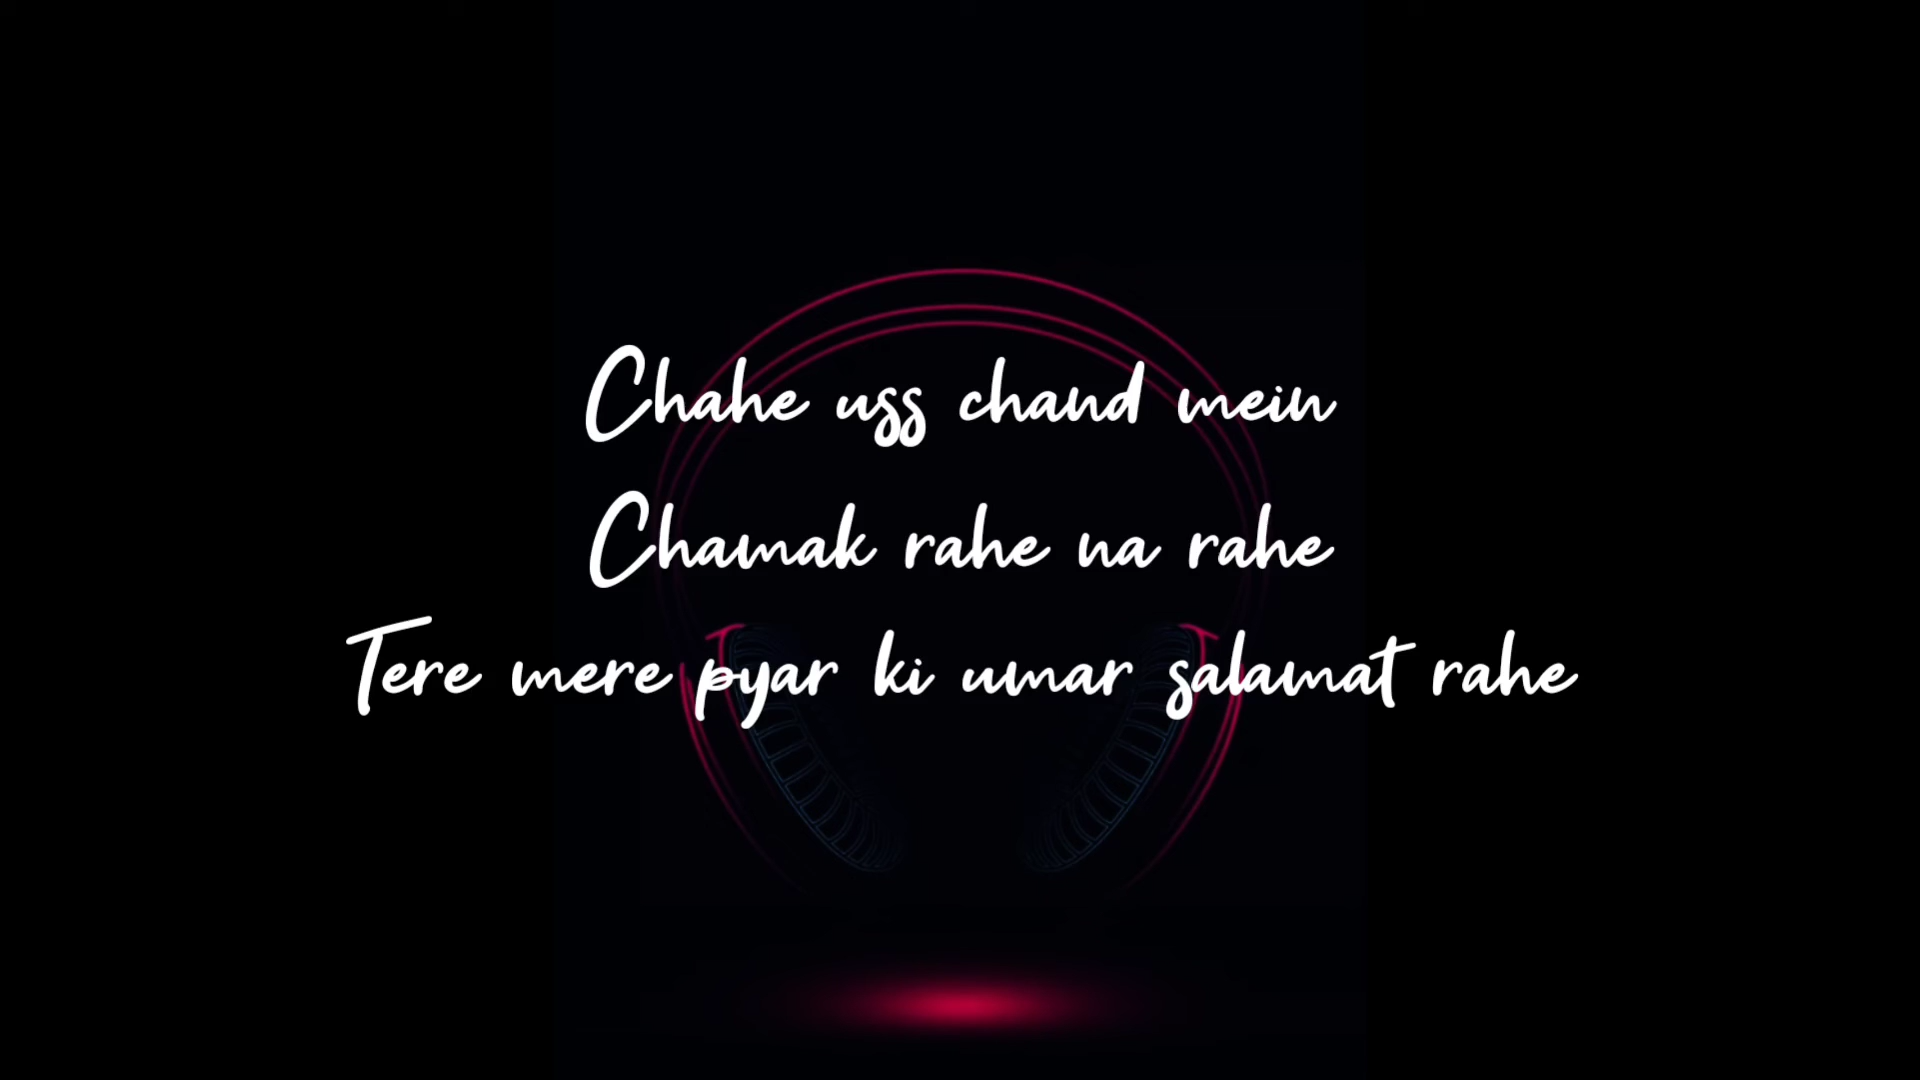 Chahe uss chand mein
Chamak rahe na rahe
Tere mere pyar ki umar salamat rahe